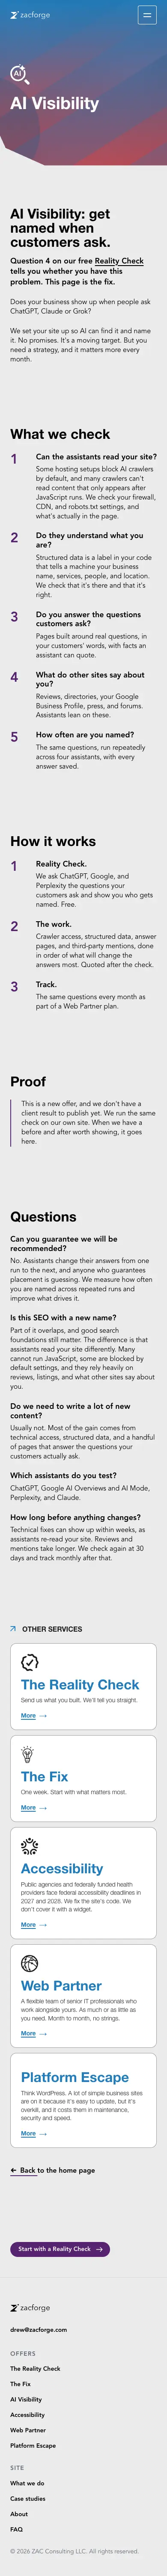 zacforge
AI
AI Visibility
AI Visibility: get
named when
customers ask.
Question 4 on our free Reality Check
tells you whether you have this
problem. This page is the fix.
Does your business show up when people ask
ChatGPT, Claude or Grok?
We set your site up so AI can find it and name
it. No promises. It's a moving target. But you
need a strategy, and it matters more every
month.
What we check
1
Can the assistants read your site?
Some hosting setups block AI crawlers
by default, and many crawlers can't
read content that only appears after
JavaScript runs. We check your firewall,
CDN, and robots.txt settings, and
what's actually in the page.
2
Do they understand what you
are?
Structured data is a label in your code
that tells a machine your business
name, services, people, and location.
We check that it's there and that it's
right.
3
Do you answer the questions
customers ask?
Pages built around real questions, in
your customers' words, with facts an
assistant can quote.
4
What do other sites say about
you?
Reviews, directories, your Google
Business Profile, press, and forums.
Assistants lean on these.
5
How often are you named?
The same questions, run repeatedly
across four assistants, with every
answer saved.
How it works
1
Reality Check.
We ask ChatGPT, Google, and
Perplexity the questions your
customers ask and show you who gets
named. Free.
2
The work.
Crawler access, structured data, answer
pages, and third-party mentions, done
in order of what will change the
answers most. Quoted after the check.
3
Track.
The same questions every month as
part of a Web Partner plan.
Proof
This is a new offer, and we don't have a
client result to publish yet. We run the same
check on our own site. When we have a
before and after worth showing, it goes
here.
Questions
Can you guarantee we will be
recommended?
No. Assistants change their answers from one
week to the next, and anyone who guarantees
placement is guessing. We measure how often
you are named across repeated runs and
improve what drives it.
Is this SEO with a new name?
Part of it overlaps, and good search
foundations still matter. The difference is that
assistants read your site differently. Many
cannot run JavaScript, some are blocked by
default settings, and they rely heavily on
reviews, listings, and what other sites say about
you.
Do we need to write a lot of new
content?
Usually not. Most of the gain comes from
technical access, structured data, and a handful
of pages that answer the questions your
customers actually ask.
Which assistants do you test?
ChatGPT, Google AI Overviews and AI Mode,
Perplexity, and Claude.
How long before anything changes?
Technical fixes can show up within weeks, as
assistants re-read your site. Reviews and
mentions take longer. We check again at 30
days and track monthly after that.
OTHER SERVICES
The Reality Check
Send us what you built. We'll tell you straight.
More
The Fix
One week. Start with what matters most.
More
Accessibility
Public agencies and federally funded health
providers face federal accessibility deadlines in
2027 and 2028. We fix the site's code. We
don't cover it with a widget.
More
Web Partner
A flexible team of senior IT professionals who
work alongside yours. As much or as little as
you need. Month to month, no strings.
More
Platform Escape
Think WordPress. A lot of simple business sites
are on it because it's easy to update, but it's
overkill, and it costs them in maintenance,
security and speed.
More
Back to the home page
Start with a Reality Check
zacforge
drew@zacforge.com
OFFERS
The Reality Check
The Fix
AI Visibility
Accessibility
Web Partner
Platform Escape
SITE
What we do
Case studies
About
FAQ
© 2026 ZAC Consulting LLC. All rights reserved.